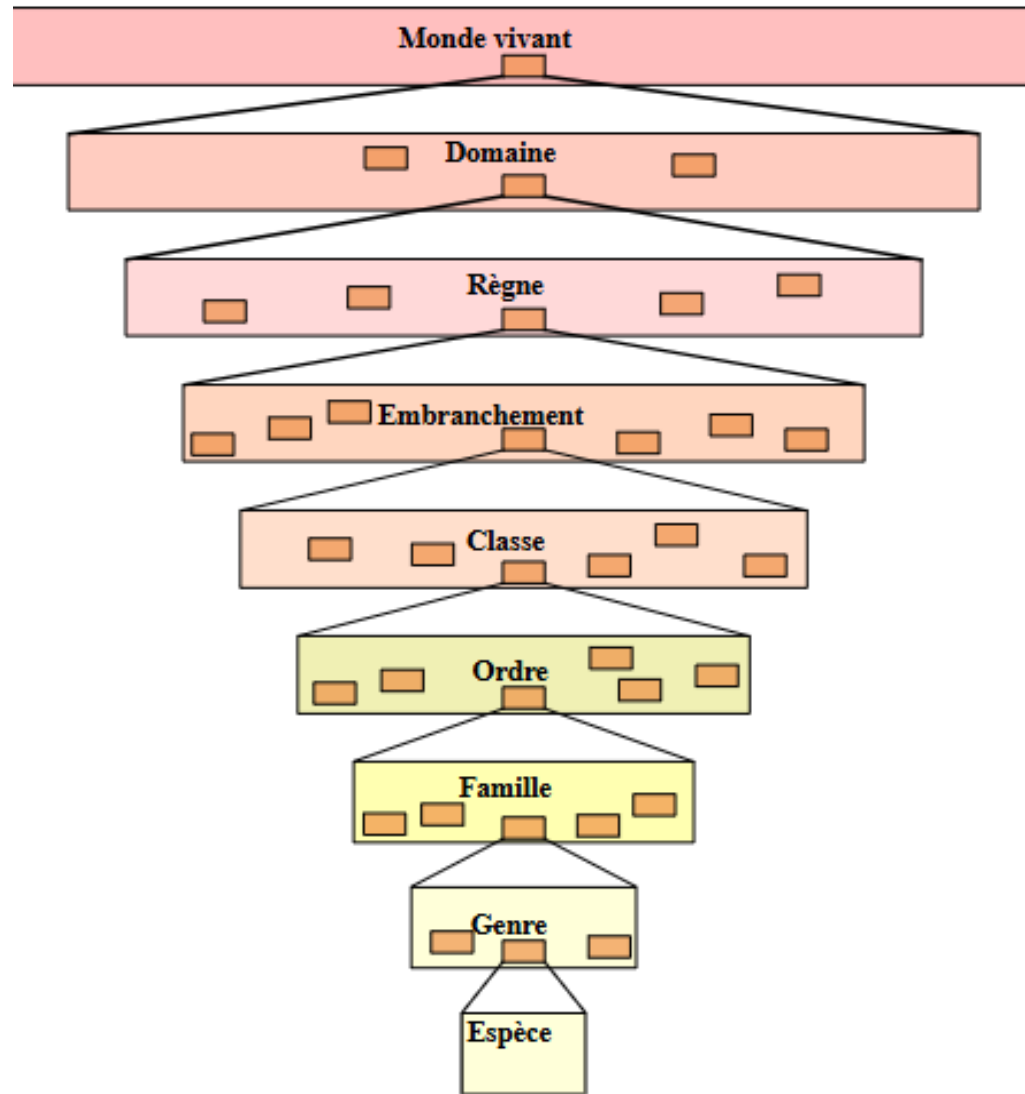 Monde vivant
Domaine
Règne
Embranchement
Classe
Ordre
Famille
Genre
Espèce